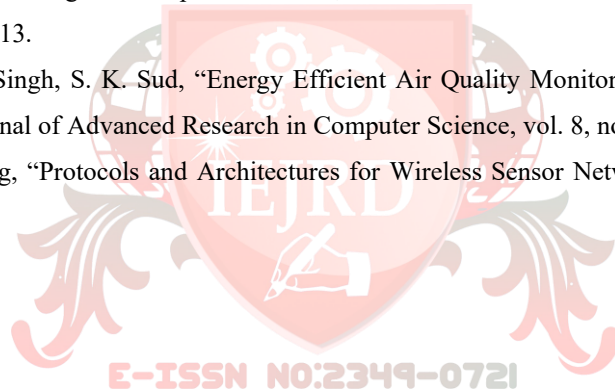 13.
Singh, S. K. Sud, “Energy Efficient Air Quality Monitor
nal of Advanced Research in Computer Science, vol. 8, no
g, “Protocols and Architectures for Wireless Sensor Netw
IEJRD
E-ISSN NO:2349-0721